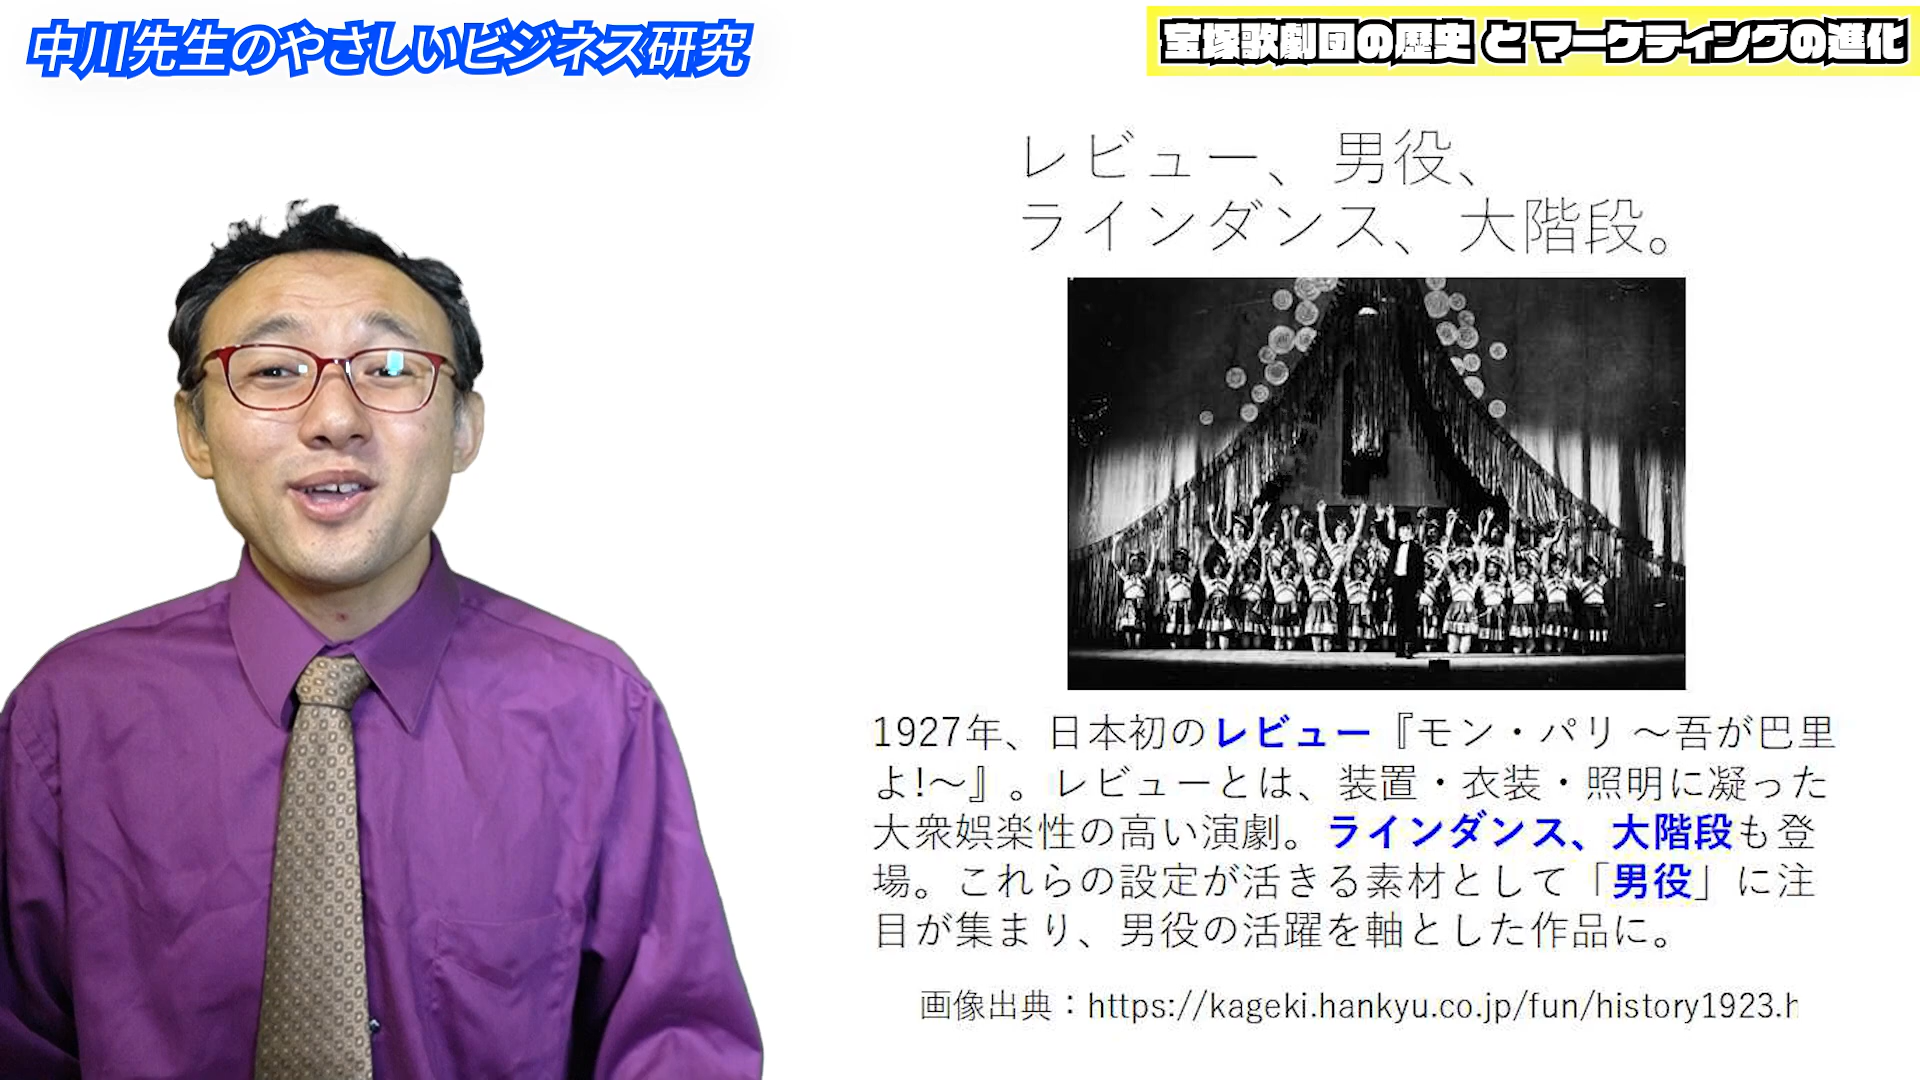 中川先生のやさしいビジネス研究
宝塚歌劇団の歴史 と マーケティングの進化
レビュー、男役、
ラインダンス、大階段。
1927年、日本初のレビュー『モン・パリ ～吾が巴里
よ!～』。レビューとは、装置・衣装・照明に凝った
大衆娯楽性の高い演劇。ラインダンス、大階段も登
場。これらの設定が活きる素材として「男役」に注
目が集まり、男役の活躍を軸とした作品に。
画像出典：https://kageki.hankyu.co.jp/fun/history1923.h